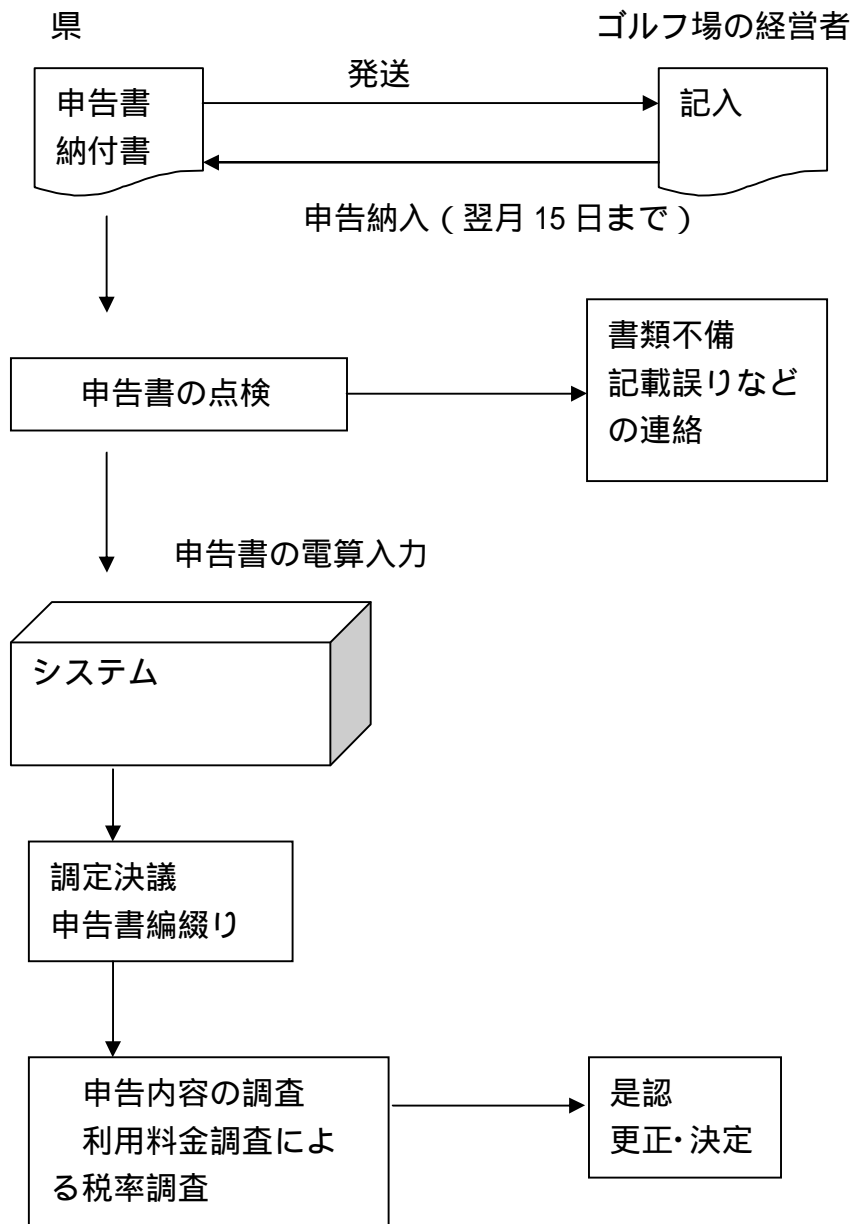 県
ゴルフ場の経営者
発送
申告書
納付書
記入
申告納入（翌月 15 日まで）
申告書の点検
書類不備
記載誤りなど
の連絡
申告書の電算入力
システム
調定決議
申告書編綴り
申告内容の調査
利用料金調査によ
る税率調査
是認
更正・決定